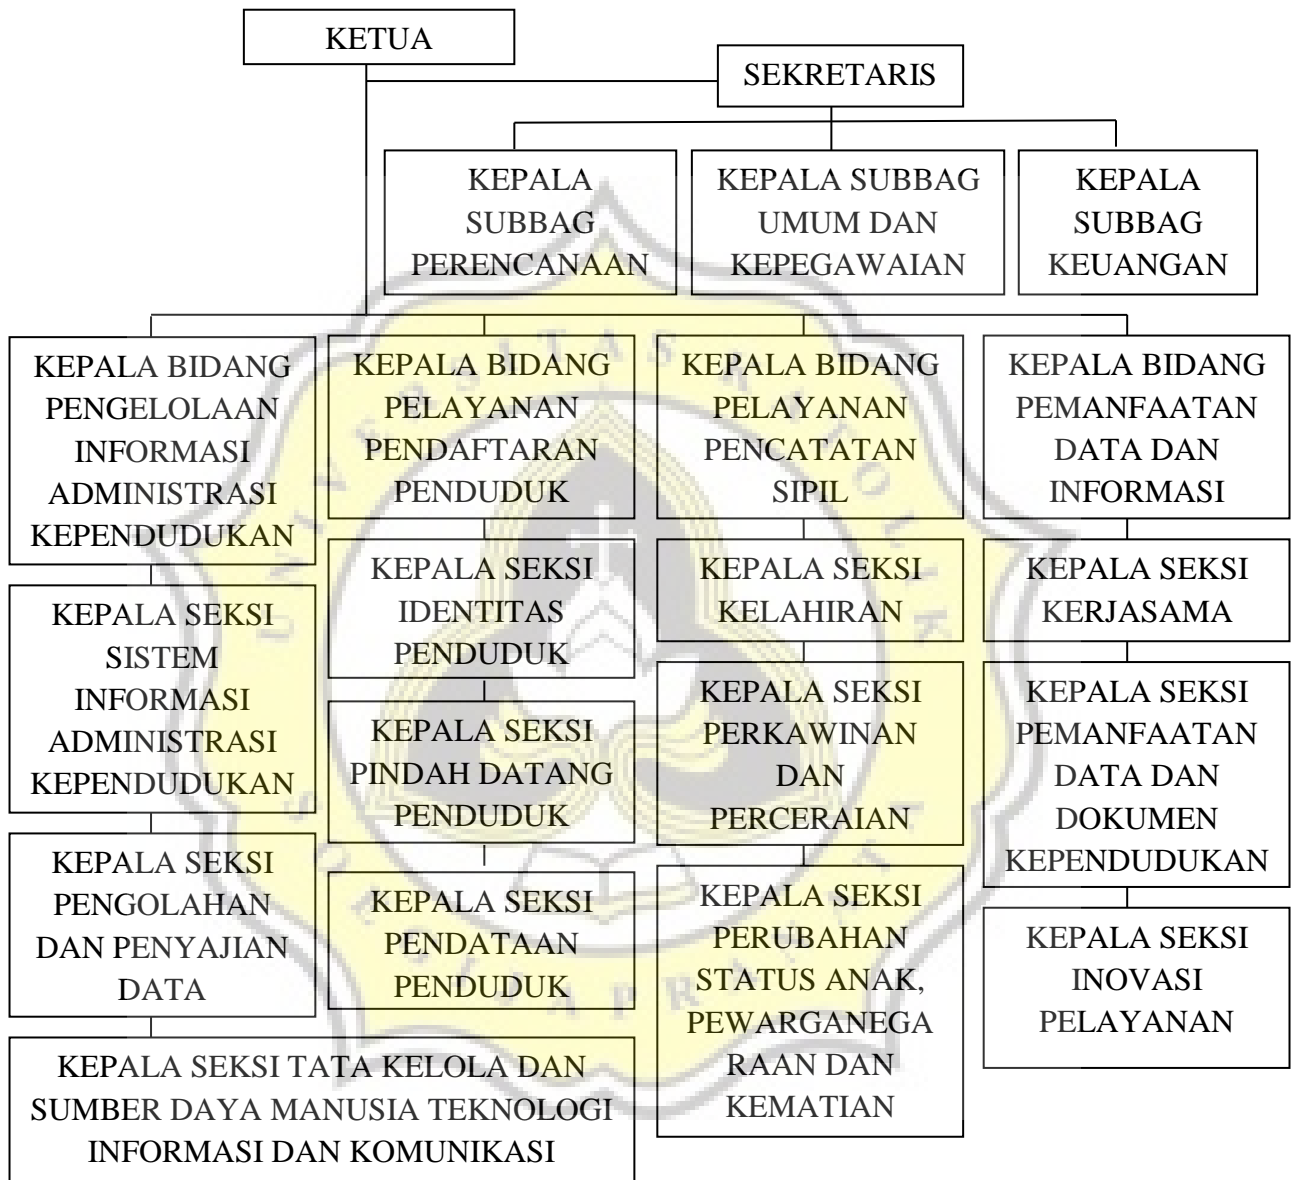 KETUA
SEKRETARIS
KEPALA
SUBBAG
PERENCANAAN
KEPALA SUBBAG
UMUM DAN
KEPEGAWAIAN
KEPALA
SUBBAG
KEUANGAN
KEPALA BIDANG
PENGELOLAAN
INFORMASI
ADMINISTRASI
KEPENDUDUKAN
KEPALA SEKSI
SISTEM
INFORMASI
ADMINISTRASI
KEPENDUDUKAN
KEPALA SEKSI
PENGOLAHAN
DAN PENYAJIAN
DATA
KEPALA SEKSI TATA KELOLA DAN
SUMBER DAYA MANUSIA TEKNOLOGI
INFORMASI DAN KOMUNIKASI
KEPALA BIDANG
PELAYANAN
PENDAFTARAN
PENDUDUK
KEPALA SEKSI
IDENTITAS
PENDUDUK
KEPALA SEKSI
PINDAH DATANG
PENDUDUK
KEPALA SEKSI
PENDATAAN
PENDUDUK
KEPALA BIDANG
PELAYANAN
PENCATATAN
SIPIL
KEPALA SEKSI
KELAHIRAN
KEPALA SEKSI
PERKAWINAN
DAN
PERCERAIAN
KEPALA SEKSI
PERUBAHAN
STATUS ANAK,
PEWARGANEGA
RAAN DAN
KEMATIAN
KEPALA BIDANG
PEMANFAATAN
DATA DAN
INFORMASI
KEPALA SEKSI
KERJASAMA
KEPALA SEKSI
PEMANFAATAN
DATA DAN
DOKUMEN
KEPENDUDUKAN
KEPALA SEKSI
INOVASI
PELAYANAN
UNIVERSITAS KATOLIK
SOEGIJAPRANATA